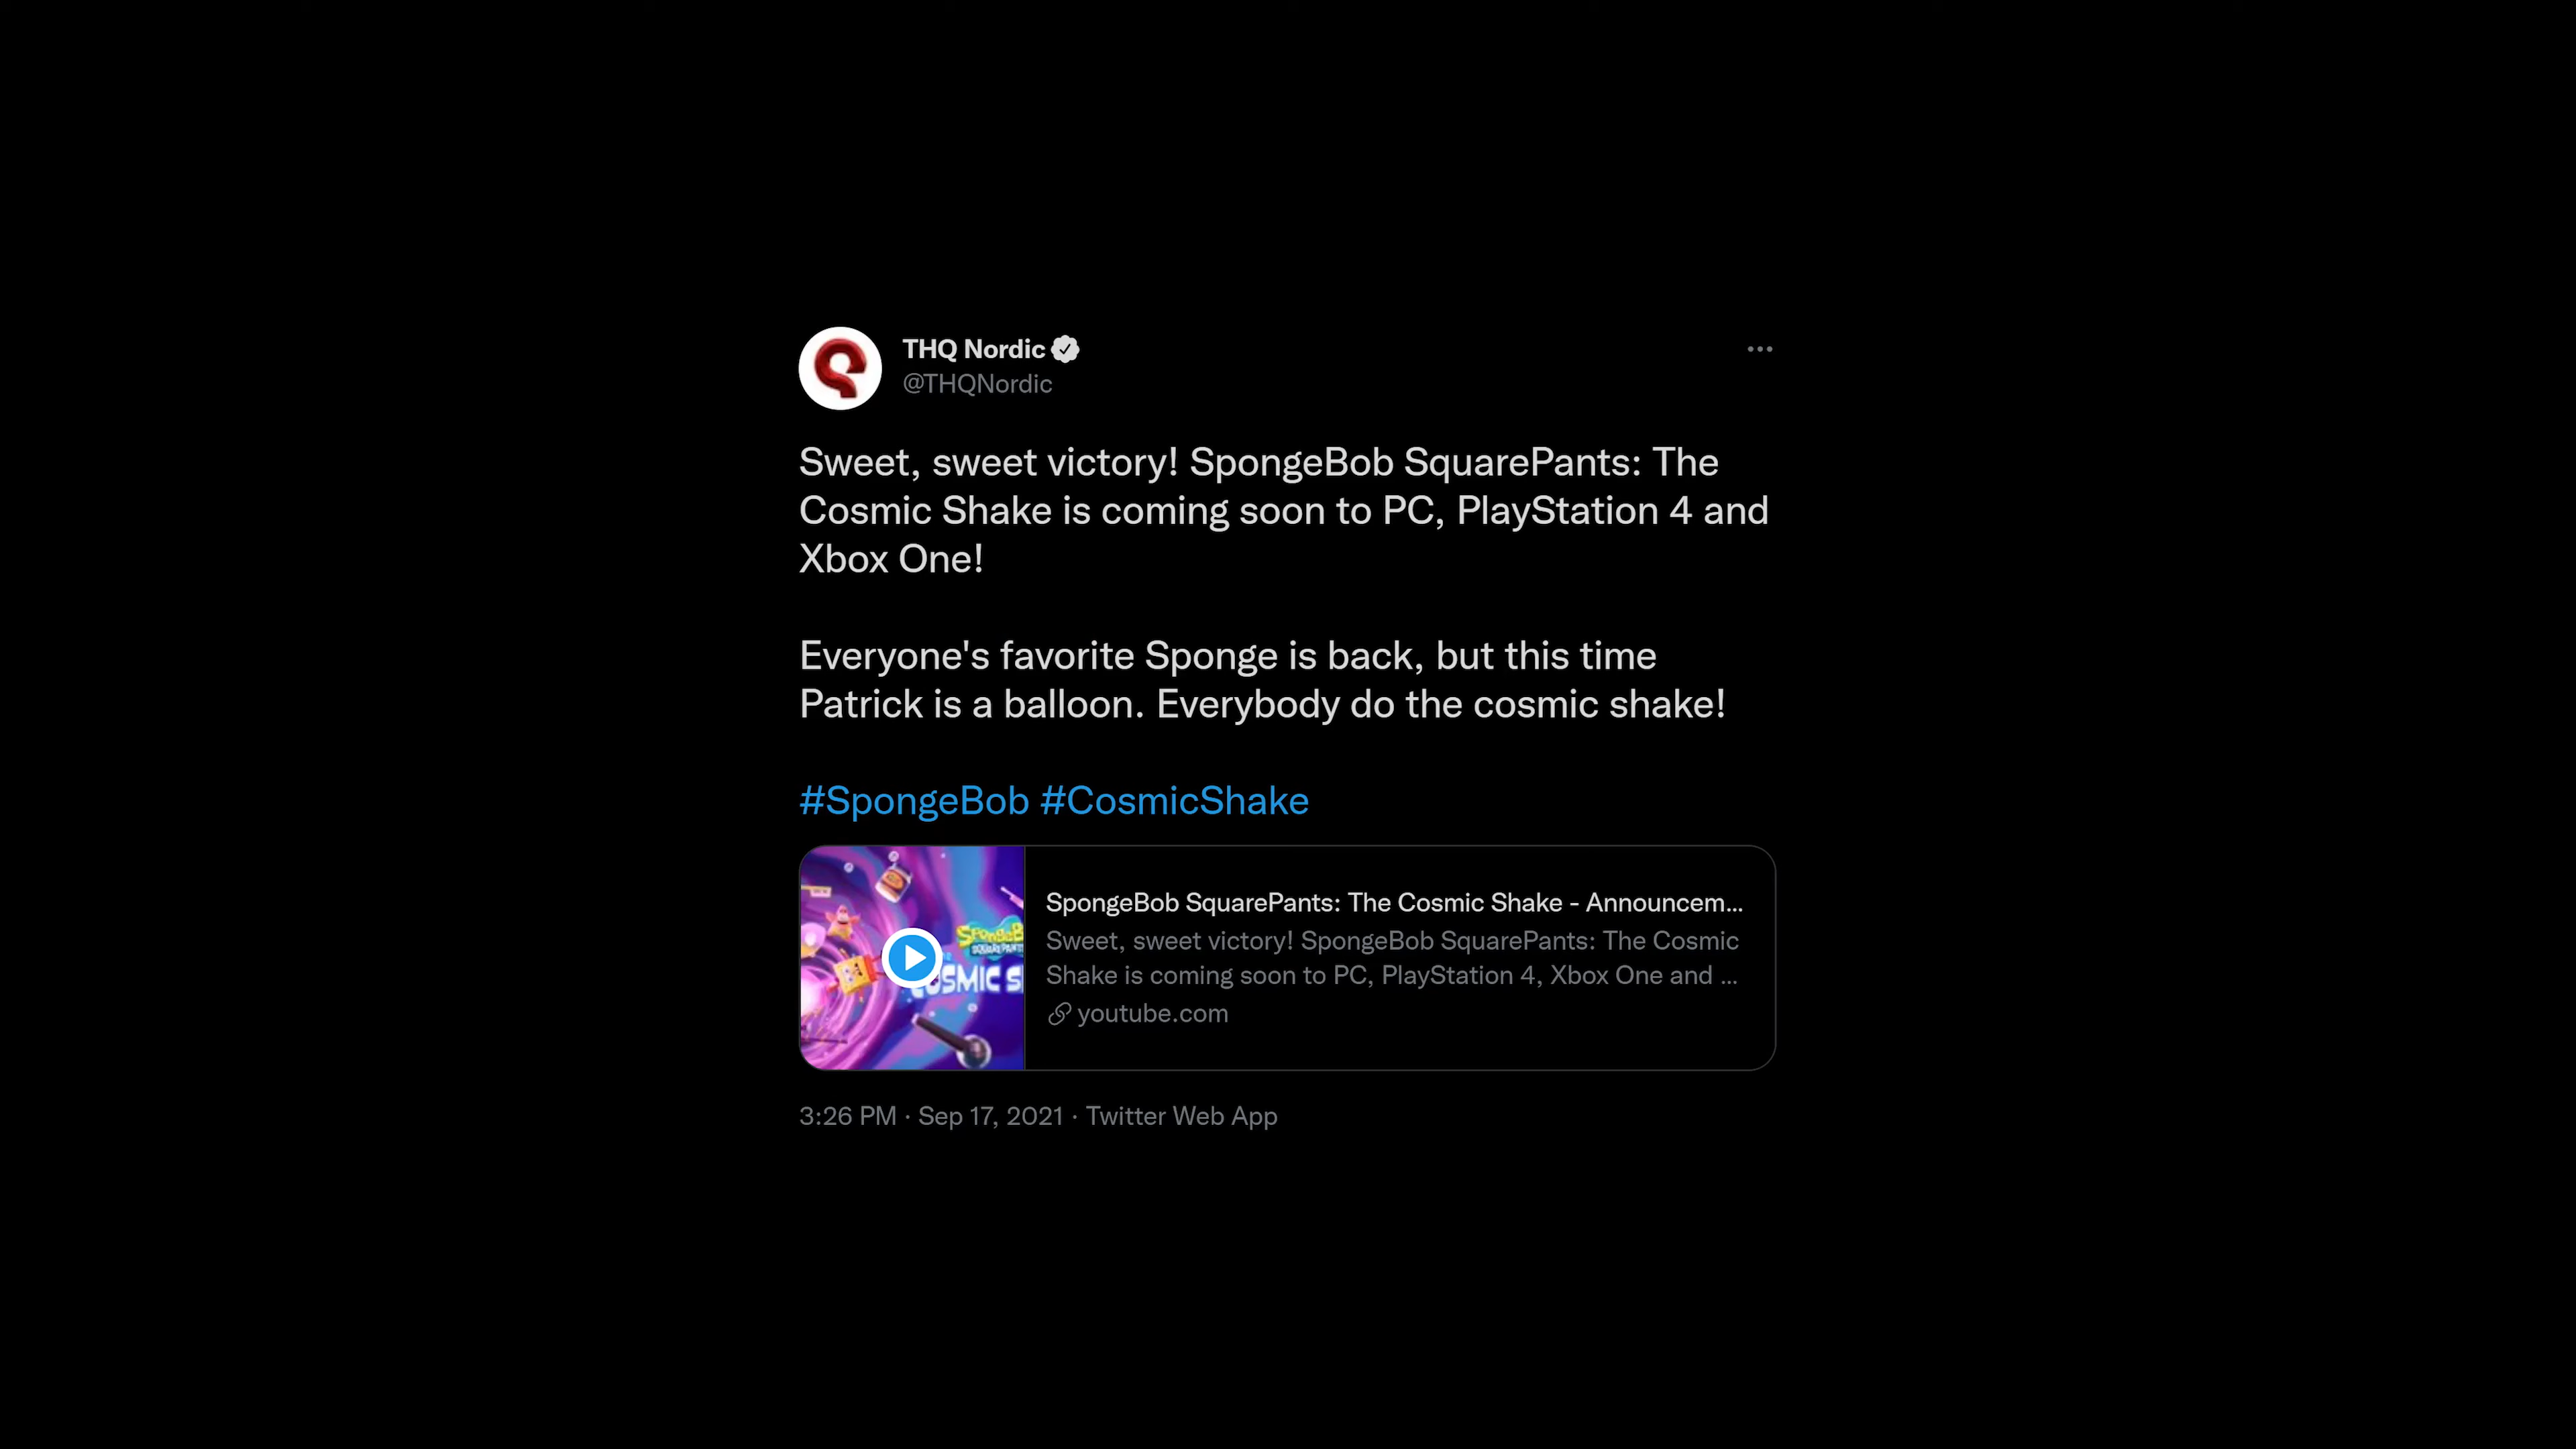 THQ Nordic
@THQNordic
Sweet, sweet victory! SpongeBob SquarePants: The
Cosmic Shake is coming soon to PC, PlayStation 4 and
Xbox One!
Everyone's favorite Sponge is back, but this time
Patrick is a balloon. Everybody do the cosmic shake!
#SpongeBob #CosmicShake
SpongeB
SQUAREPANTS
COSMIC S
SpongeBob SquarePants: The Cosmic Shake - Announcem...
Sweet, sweet victory! SpongeBob SquarePants: The Cosmic
Shake is coming soon to PC, PlayStation 4, Xbox One and ...
youtube.com
3:26 PM · Sep 17, 2021 · Twitter Web App